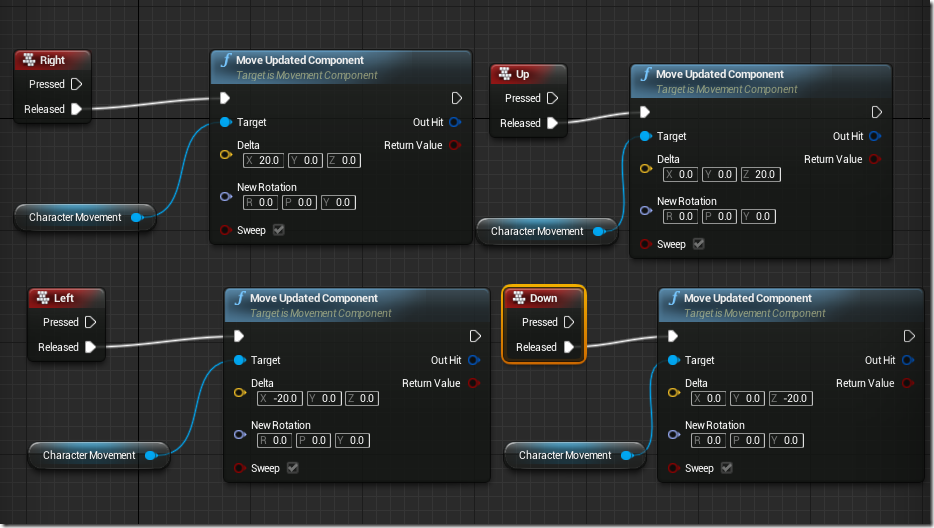 Right
Pressed
Released
Character Movement
f Move Updated Component
Target is Movement Component
Target
Out Hit
Delta
Return Value
X 20.0 Y 0.0 Z 0.0
New Rotation
R 0.0 P 0.0 Y 0.0
Sweep
Up
Pressed
Released
Character Movement
f Move Updated Component
Target is Movement Component
Target
Out Hit
Delta
Return Value
X 0.0 Y 0.0 Z 20.0
New Rotation
R 0.0 P 0.0 Y 0.0
Sweep
Left
Pressed
Released
Character Movement
f Move Updated Component
Target is Movement Component
Target
Out Hit
Delta
Return Value
X -20.0 Y 0.0 Z 0.0
New Rotation
R 0.0 P 0.0 Y 0.0
Sweep
Down
Pressed
Released
Character Movement
f Move Updated Component
Target is Movement Component
Target
Out Hit
Delta
Return Value
X 0.0 Y 0.0 Z -20.0
New Rotation
R 0.0 P 0.0 Y 0.0
Sweep